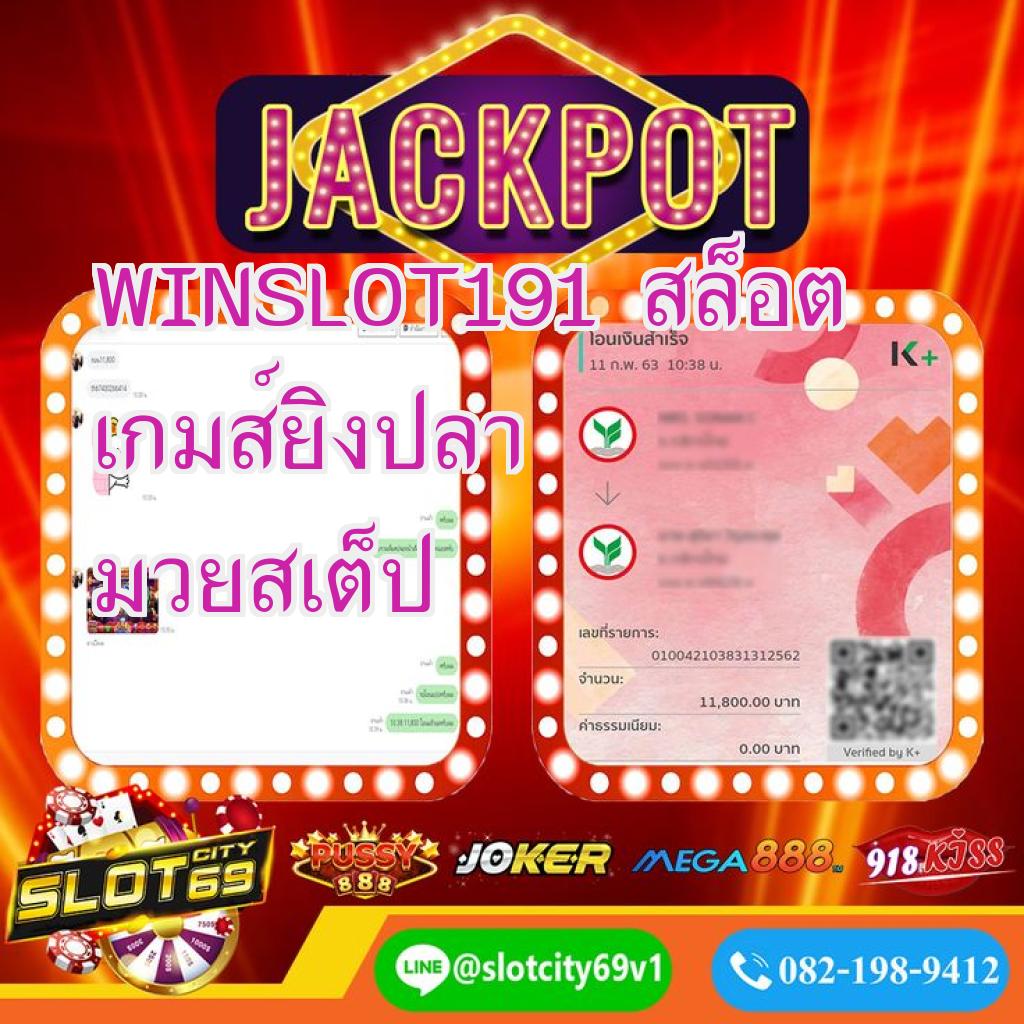 JACKPOT
WINSLOT191 สล็อต
เกมส์ยิงปลา
มวยสเต็ป
โอนเงินสำเร็จ
11 ก.พ. 63 10:38 น.
K+
เลขที่รายการ:
010042103831312562
จำนวน:
11,800.00 บาท
ค่าธรรมเนียม:
0.00 บาท
Verified by K+
SLOT CITY 69
PUSSY 888
JOKER
MEGA888
918KISS
LINE @slotcity69v1
082-198-9412